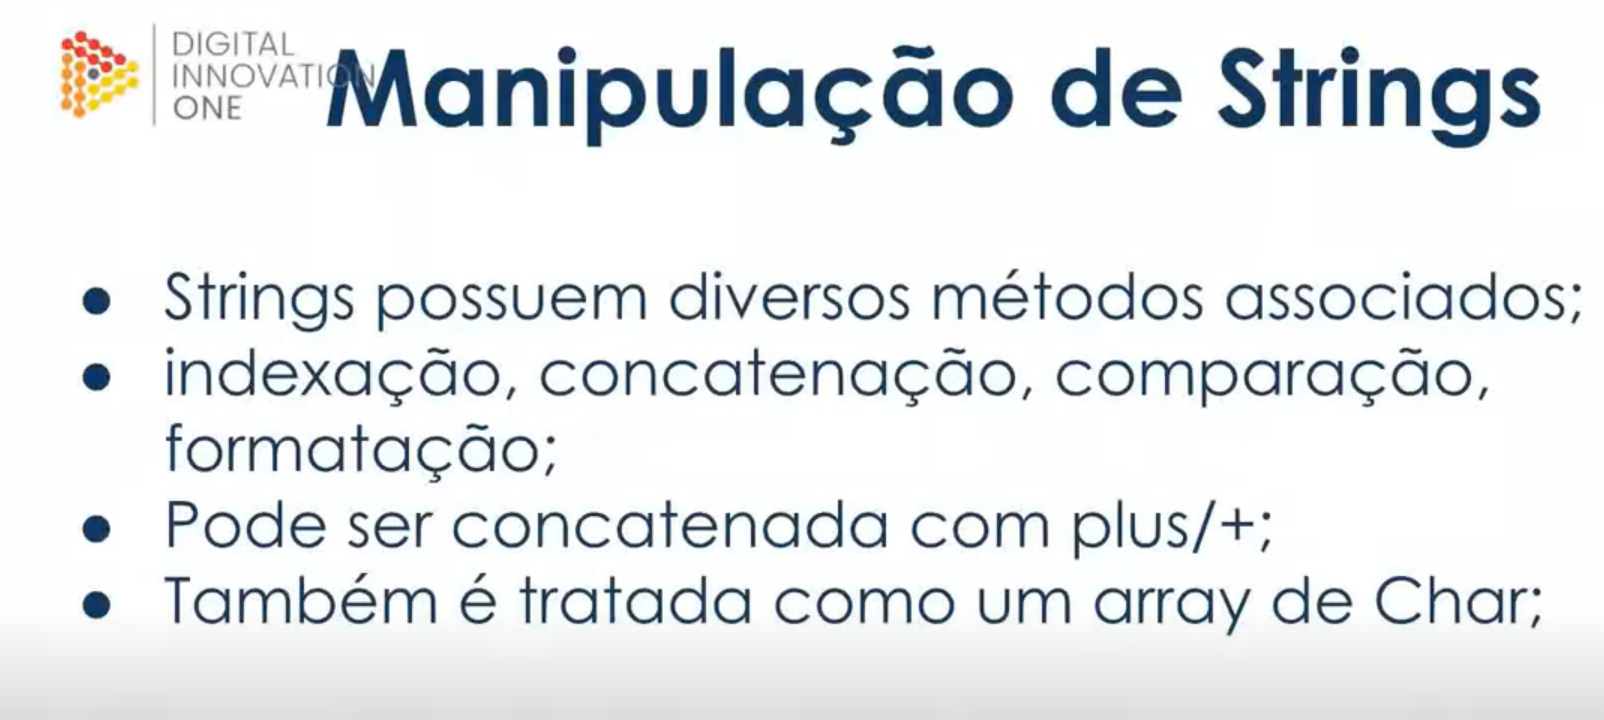 DIGITAL
INNOVATION
ONE
Manipulação de Strings
● Strings possuem diversos métodos associados;
● indexação, concatenação, comparação,
formatação;
● Pode ser concatenada com plus/+;
● Também é tratada como um array de Char;